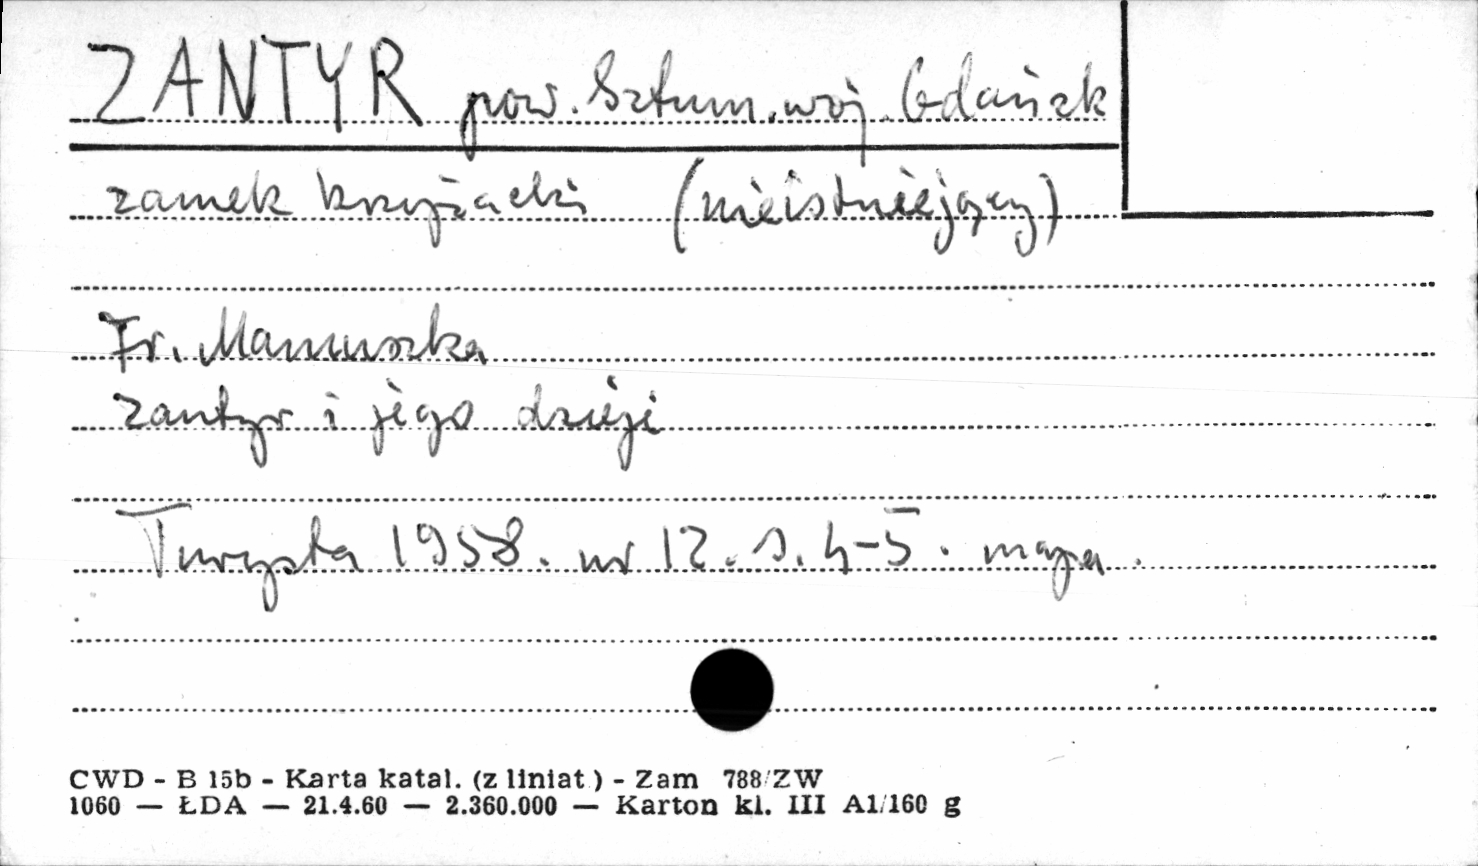 ZANTYR pow. Sztum. woj. Gdańsk
zamek krzyżacki (nieistniejący)
Fr. Mamuszka
Zantyr i jego dzieje
Turysta 1958. nr 12. s. 4-5. mapa.
CWD - B 15b - Karta katal. (z liniat.) - Zam 788/ZW
1060 — ŁDA — 21.4.60 — 2.360.000 — Karton kl. III A1/160 g